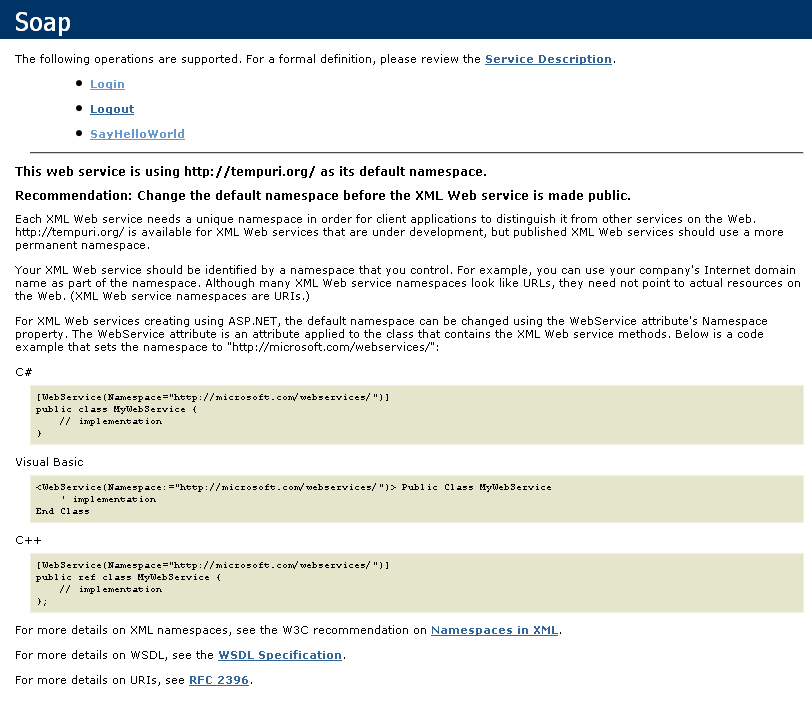 Soap
The following operations are supported. For a formal definition, please review the Service Description.
Login
Logout
SayHelloWorld
This web service is using http://tempuri.org/ as its default namespace.
Recommendation: Change the default namespace before the XML Web service is made public.
Each XML Web service needs a unique namespace in order for client applications to distinguish it from other services on the Web.
http://tempuri.org/ is available for XML Web services that are under development, but published XML Web services should use a more
permanent namespace.
Your XML Web service should be identified by a namespace that you control. For example, you can use your company's Internet domain
name as part of the namespace. Although many XML Web service namespaces look like URLs, they need not point to actual resources on
the Web. (XML Web service namespaces are URIs.)
For XML Web services creating using ASP.NET, the default namespace can be changed using the WebService attribute's Namespace
property. The WebService attribute is an attribute applied to the class that contains the XML Web service methods. Below is a code
example that sets the namespace to "http://microsoft.com/webservices/":
C#
[WebService(Namespace="http://microsoft.com/webservices/")]
public class MyWebService {
// implementation
}
Visual Basic
<WebService(Namespace:="http://microsoft.com/webservices/")> Public Class MyWebService
' implementation
End Class
C++
[WebService(Namespace="http://microsoft.com/webservices/")]
public ref class MyWebService {
// implementation
};
For more details on XML namespaces, see the W3C recommendation on Namespaces in XML.
For more details on WSDL, see the WSDL Specification.
For more details on URIs, see RFC 2396.